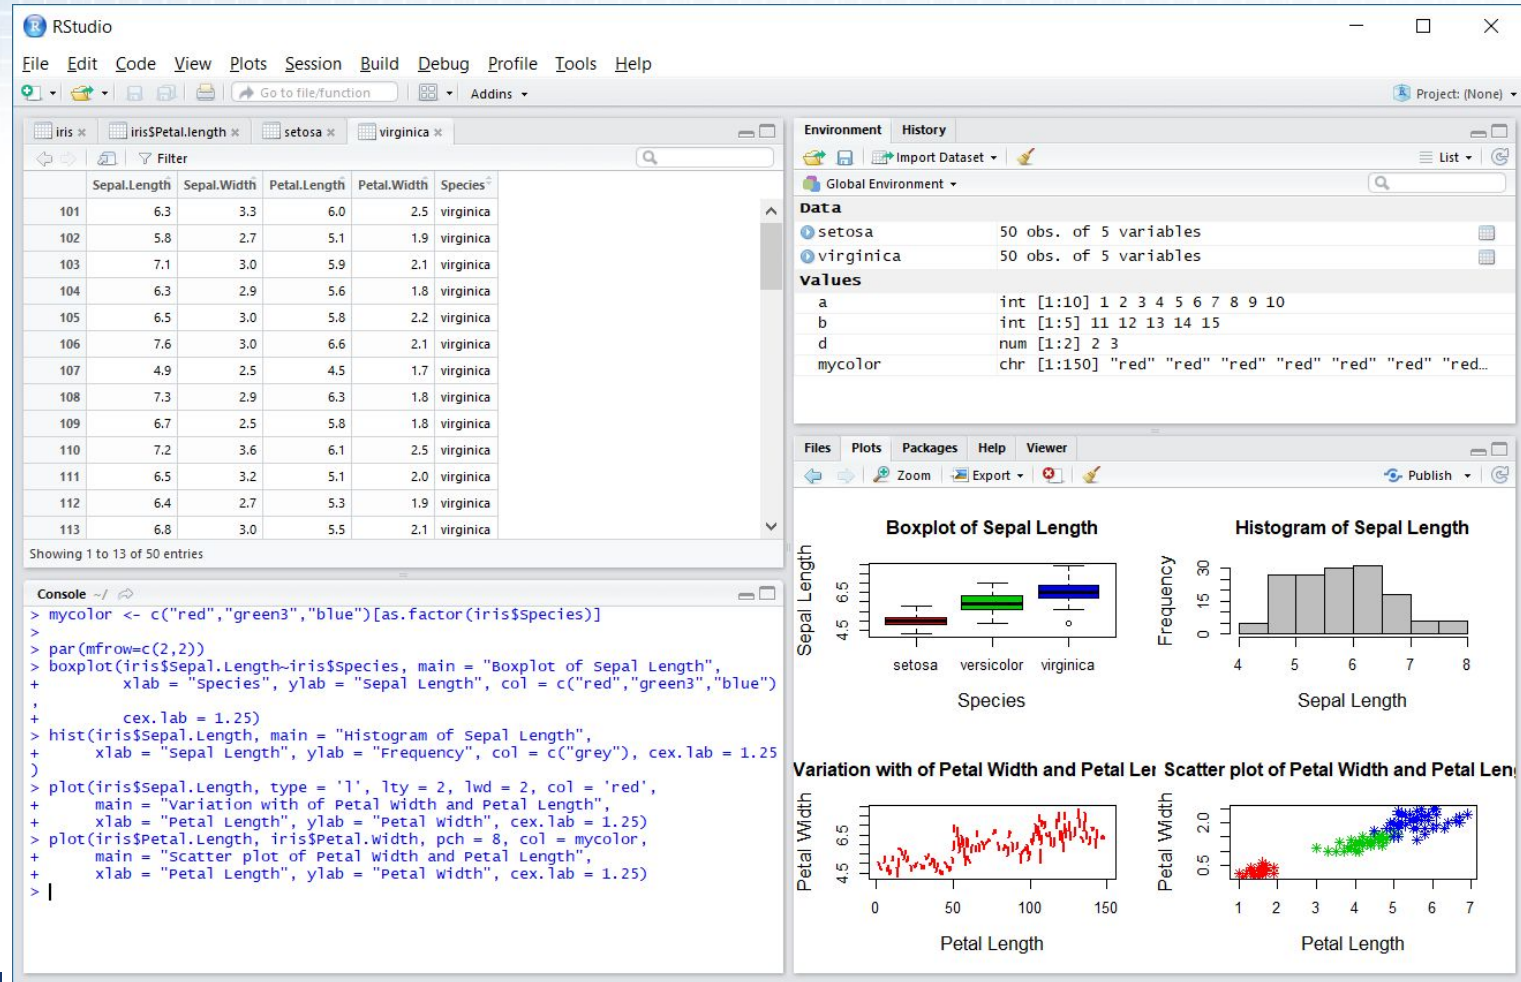 RStudio
File Edit Code View Plots Session Build Debug Profile Tools Help
Go to file/function Addins Project: (None)
iris iris$Petal.length setosa virginica
Filter
Sepal.Length Sepal.Width Petal.Length Petal.Width Species
101 6.3 3.3 6.0 2.5 virginica
102 5.8 2.7 5.1 1.9 virginica
103 7.1 3.0 5.9 2.1 virginica
104 6.3 2.9 5.6 1.8 virginica
105 6.5 3.0 5.8 2.2 virginica
106 7.6 3.0 6.6 2.1 virginica
107 4.9 2.5 4.5 1.7 virginica
108 7.3 2.9 6.3 1.8 virginica
109 6.7 2.5 5.8 1.8 virginica
110 7.2 3.6 6.1 2.5 virginica
111 6.5 3.2 5.1 2.0 virginica
112 6.4 2.7 5.3 1.9 virginica
113 6.8 3.0 5.5 2.1 virginica
Showing 1 to 13 of 50 entries
Console ~/
> mycolor <- c("red","green3","blue")[as.factor(iris$Species)]
>
> par(mfrow=c(2,2))
> boxplot(iris$Sepal.Length~iris$Species, main = "Boxplot of Sepal Length",
+ xlab = "Species", ylab = "Sepal Length", col = c("red","green3","blue")
,
+ cex.lab = 1.25)
> hist(iris$Sepal.Length, main = "Histogram of Sepal Length",
+ xlab = "Sepal Length", ylab = "Frequency", col = c("grey"), cex.lab = 1.25
)
> plot(iris$Sepal.Length, type = 'l', lty = 2, lwd = 2, col = 'red',
+ main = "Variation with of Petal Width and Petal Length",
+ xlab = "Petal Length", ylab = "Petal Width", cex.lab = 1.25)
> plot(iris$Petal.Length, iris$Petal.Width, pch = 8, col = mycolor,
+ main = "Scatter plot of Petal Width and Petal Length",
+ xlab = "Petal Length", ylab = "Petal Width", cex.lab = 1.25)
>
Environment History
Import Dataset List
Global Environment
Data
setosa 50 obs. of 5 variables
virginica 50 obs. of 5 variables
Values
a int [1:10] 1 2 3 4 5 6 7 8 9 10
b int [1:5] 11 12 13 14 15
d num [1:2] 2 3
mycolor chr [1:150] "red" "red" "red" "red" "red" "red" "red…
Files Plots Packages Help Viewer
Zoom Export Publish
Boxplot of Sepal Length
Sepal Length
4.5 6.5
setosa versicolor virginica
Species
Histogram of Sepal Length
Frequency
0 15 30
4 5 6 7 8
Sepal Length
Variation with of Petal Width and Petal Ler
Petal Width
4.5 6.5
0 50 100 150
Petal Length
Scatter plot of Petal Width and Petal Len
Petal Width
0.5 2.0
1 2 3 4 5 6 7
Petal Length